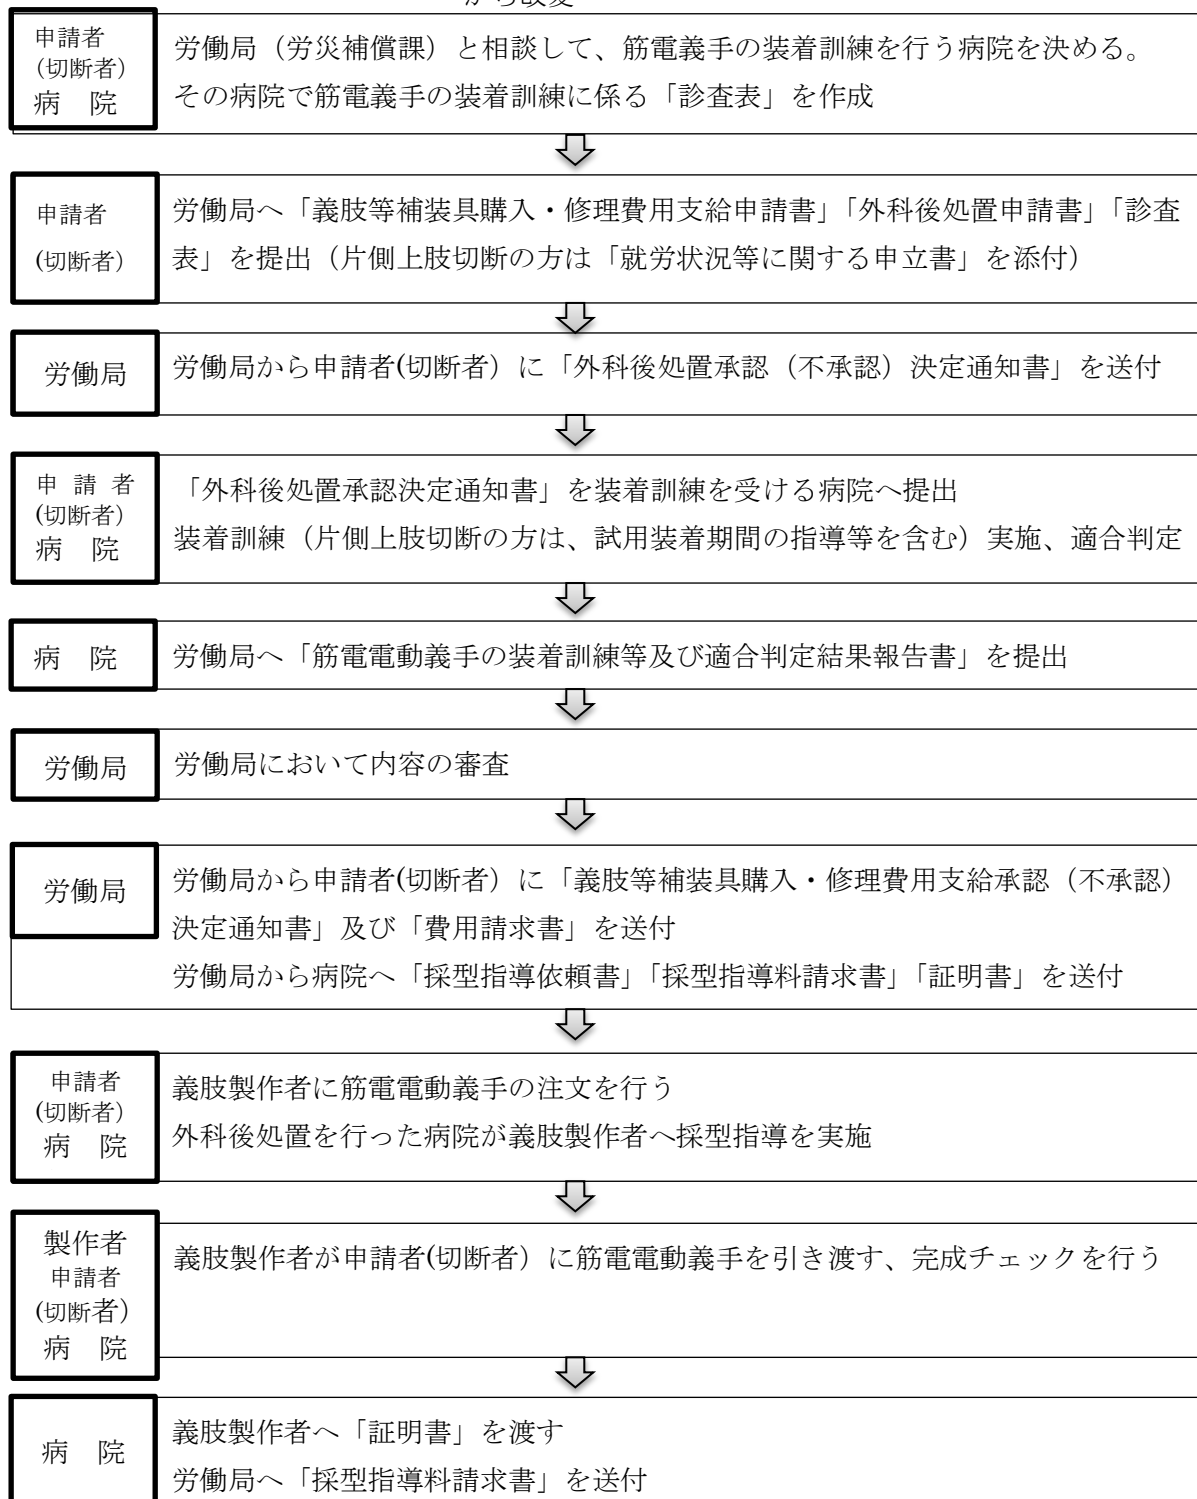 から改変
申請者
(切断者)
病　院
労働局（労災補償課）と相談して、筋電義手の装着訓練を行う病院を決める。
その病院で筋電義手の装着訓練に係る「診査表」を作成
申請者
(切断者)
労働局へ「義肢等補装具購入・修理費用支給申請書」「外科後処置申請書」「診査
表」を提出（片側上肢切断の方は「就労状況等に関する申立書」を添付）
労働局
労働局から申請者(切断者）に「外科後処置承認（不承認）決定通知書」を送付
申 請 者
(切断者)
病　院
「外科後処置承認決定通知書」を装着訓練を受ける病院へ提出
装着訓練（片側上肢切断の方は、試用装着期間の指導等を含む）実施、適合判定
病　院
労働局へ「筋電電動義手の装着訓練等及び適合判定結果報告書」を提出
労働局
労働局において内容の審査
労働局
労働局から申請者(切断者）に「義肢等補装具購入・修理費用支給承認（不承認）
決定通知書」及び「費用請求書」を送付
労働局から病院へ「採型指導依頼書」「採型指導料請求書」「証明書」を送付
申請者
(切断者)
病　院
義肢製作者に筋電電動義手の注文を行う
外科後処置を行った病院が義肢製作者へ採型指導を実施
製作者
申請者
(切断者)
病　院
義肢製作者が申請者(切断者）に筋電電動義手を引き渡す、完成チェックを行う
病　院
義肢製作者へ「証明書」を渡す
労働局へ「採型指導料請求書」を送付